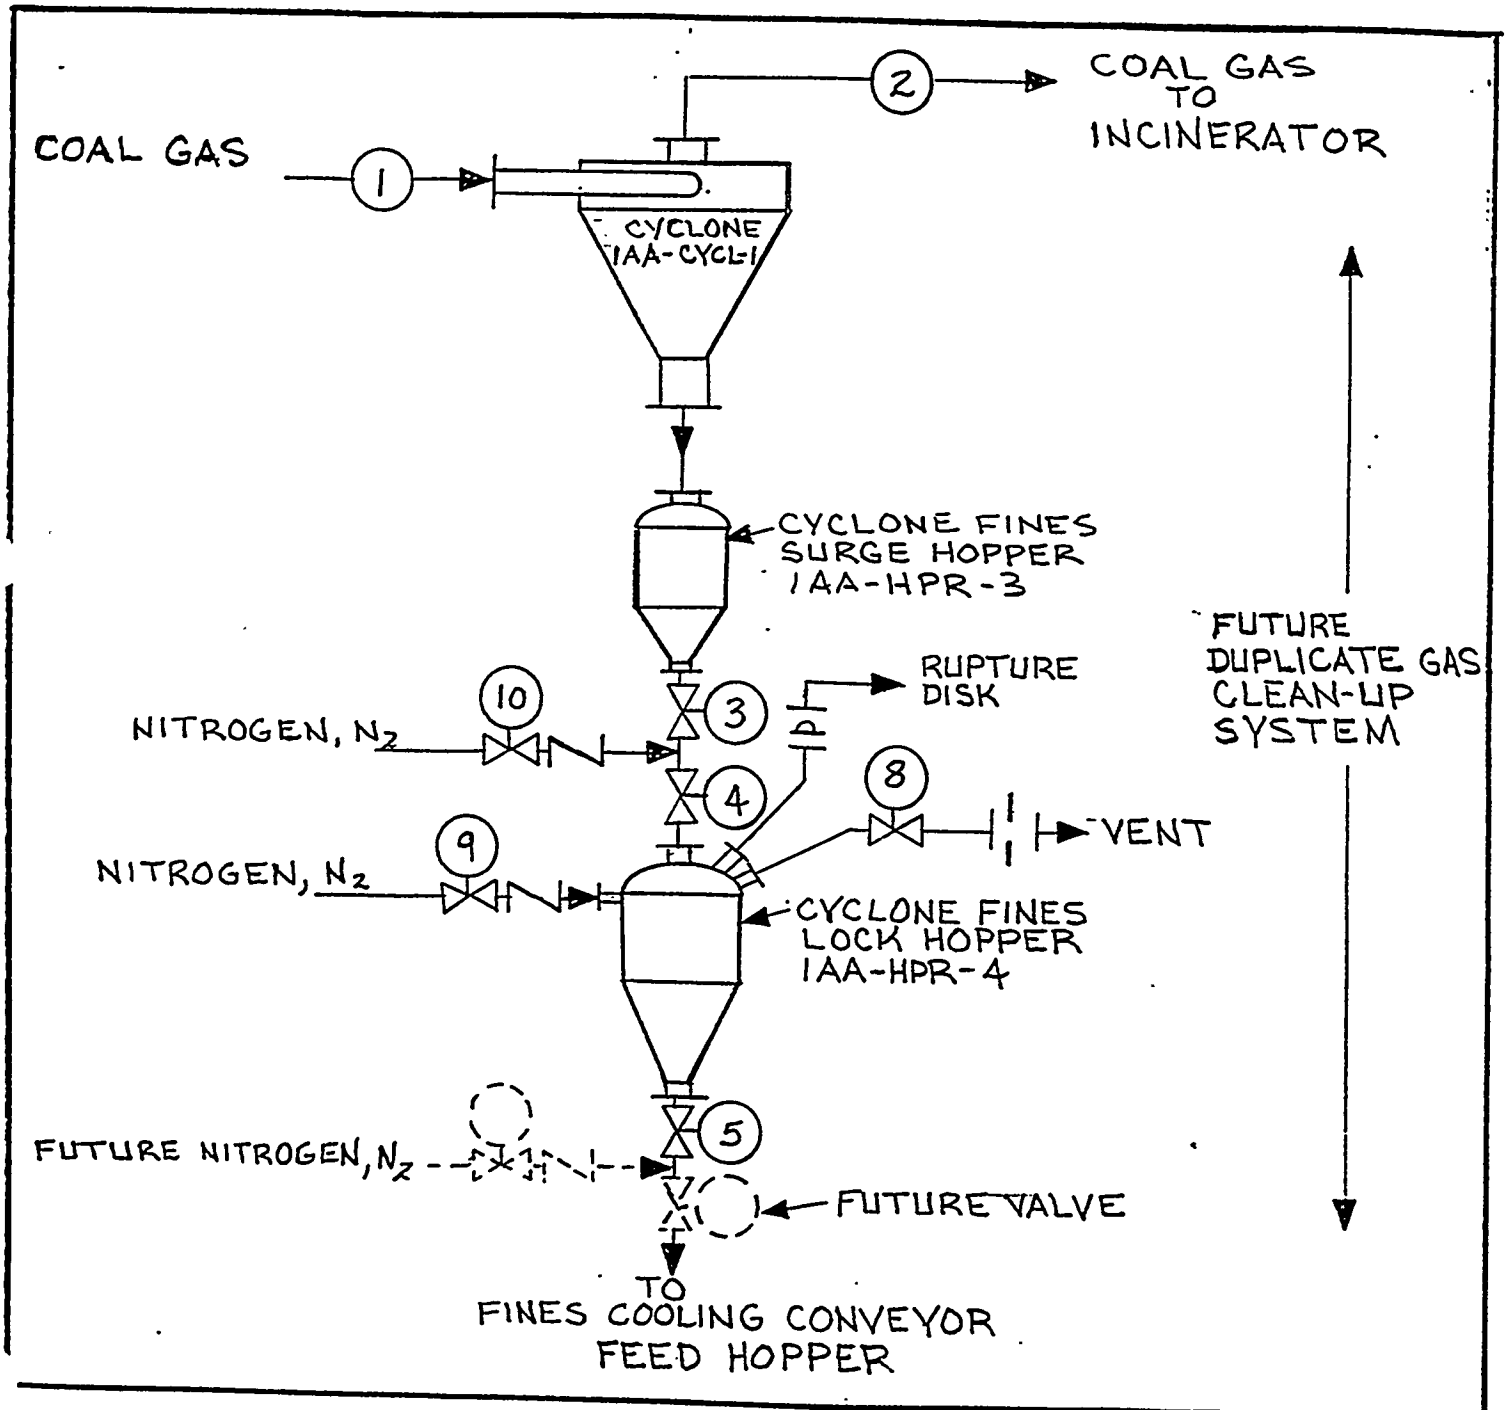 COAL GAS
TO
INCINERATOR
2
COAL GAS
1
CYCLONE
1AA-CYCL-1
CYCLONE FINES
SURGE HOPPER
1AA-HPR-3
FUTURE
DUPLICATE GAS
CLEAN-UP
SYSTEM
RUPTURE
DISK
10
3
NITROGEN, N2
4
8
VENT
9
NITROGEN, N2
CYCLONE FINES
LOCK HOPPER
1AA-HPR-4
5
FUTURE NITROGEN, N2
FUTURE VALVE
TO
FINES COOLING CONVEYOR
FEED HOPPER